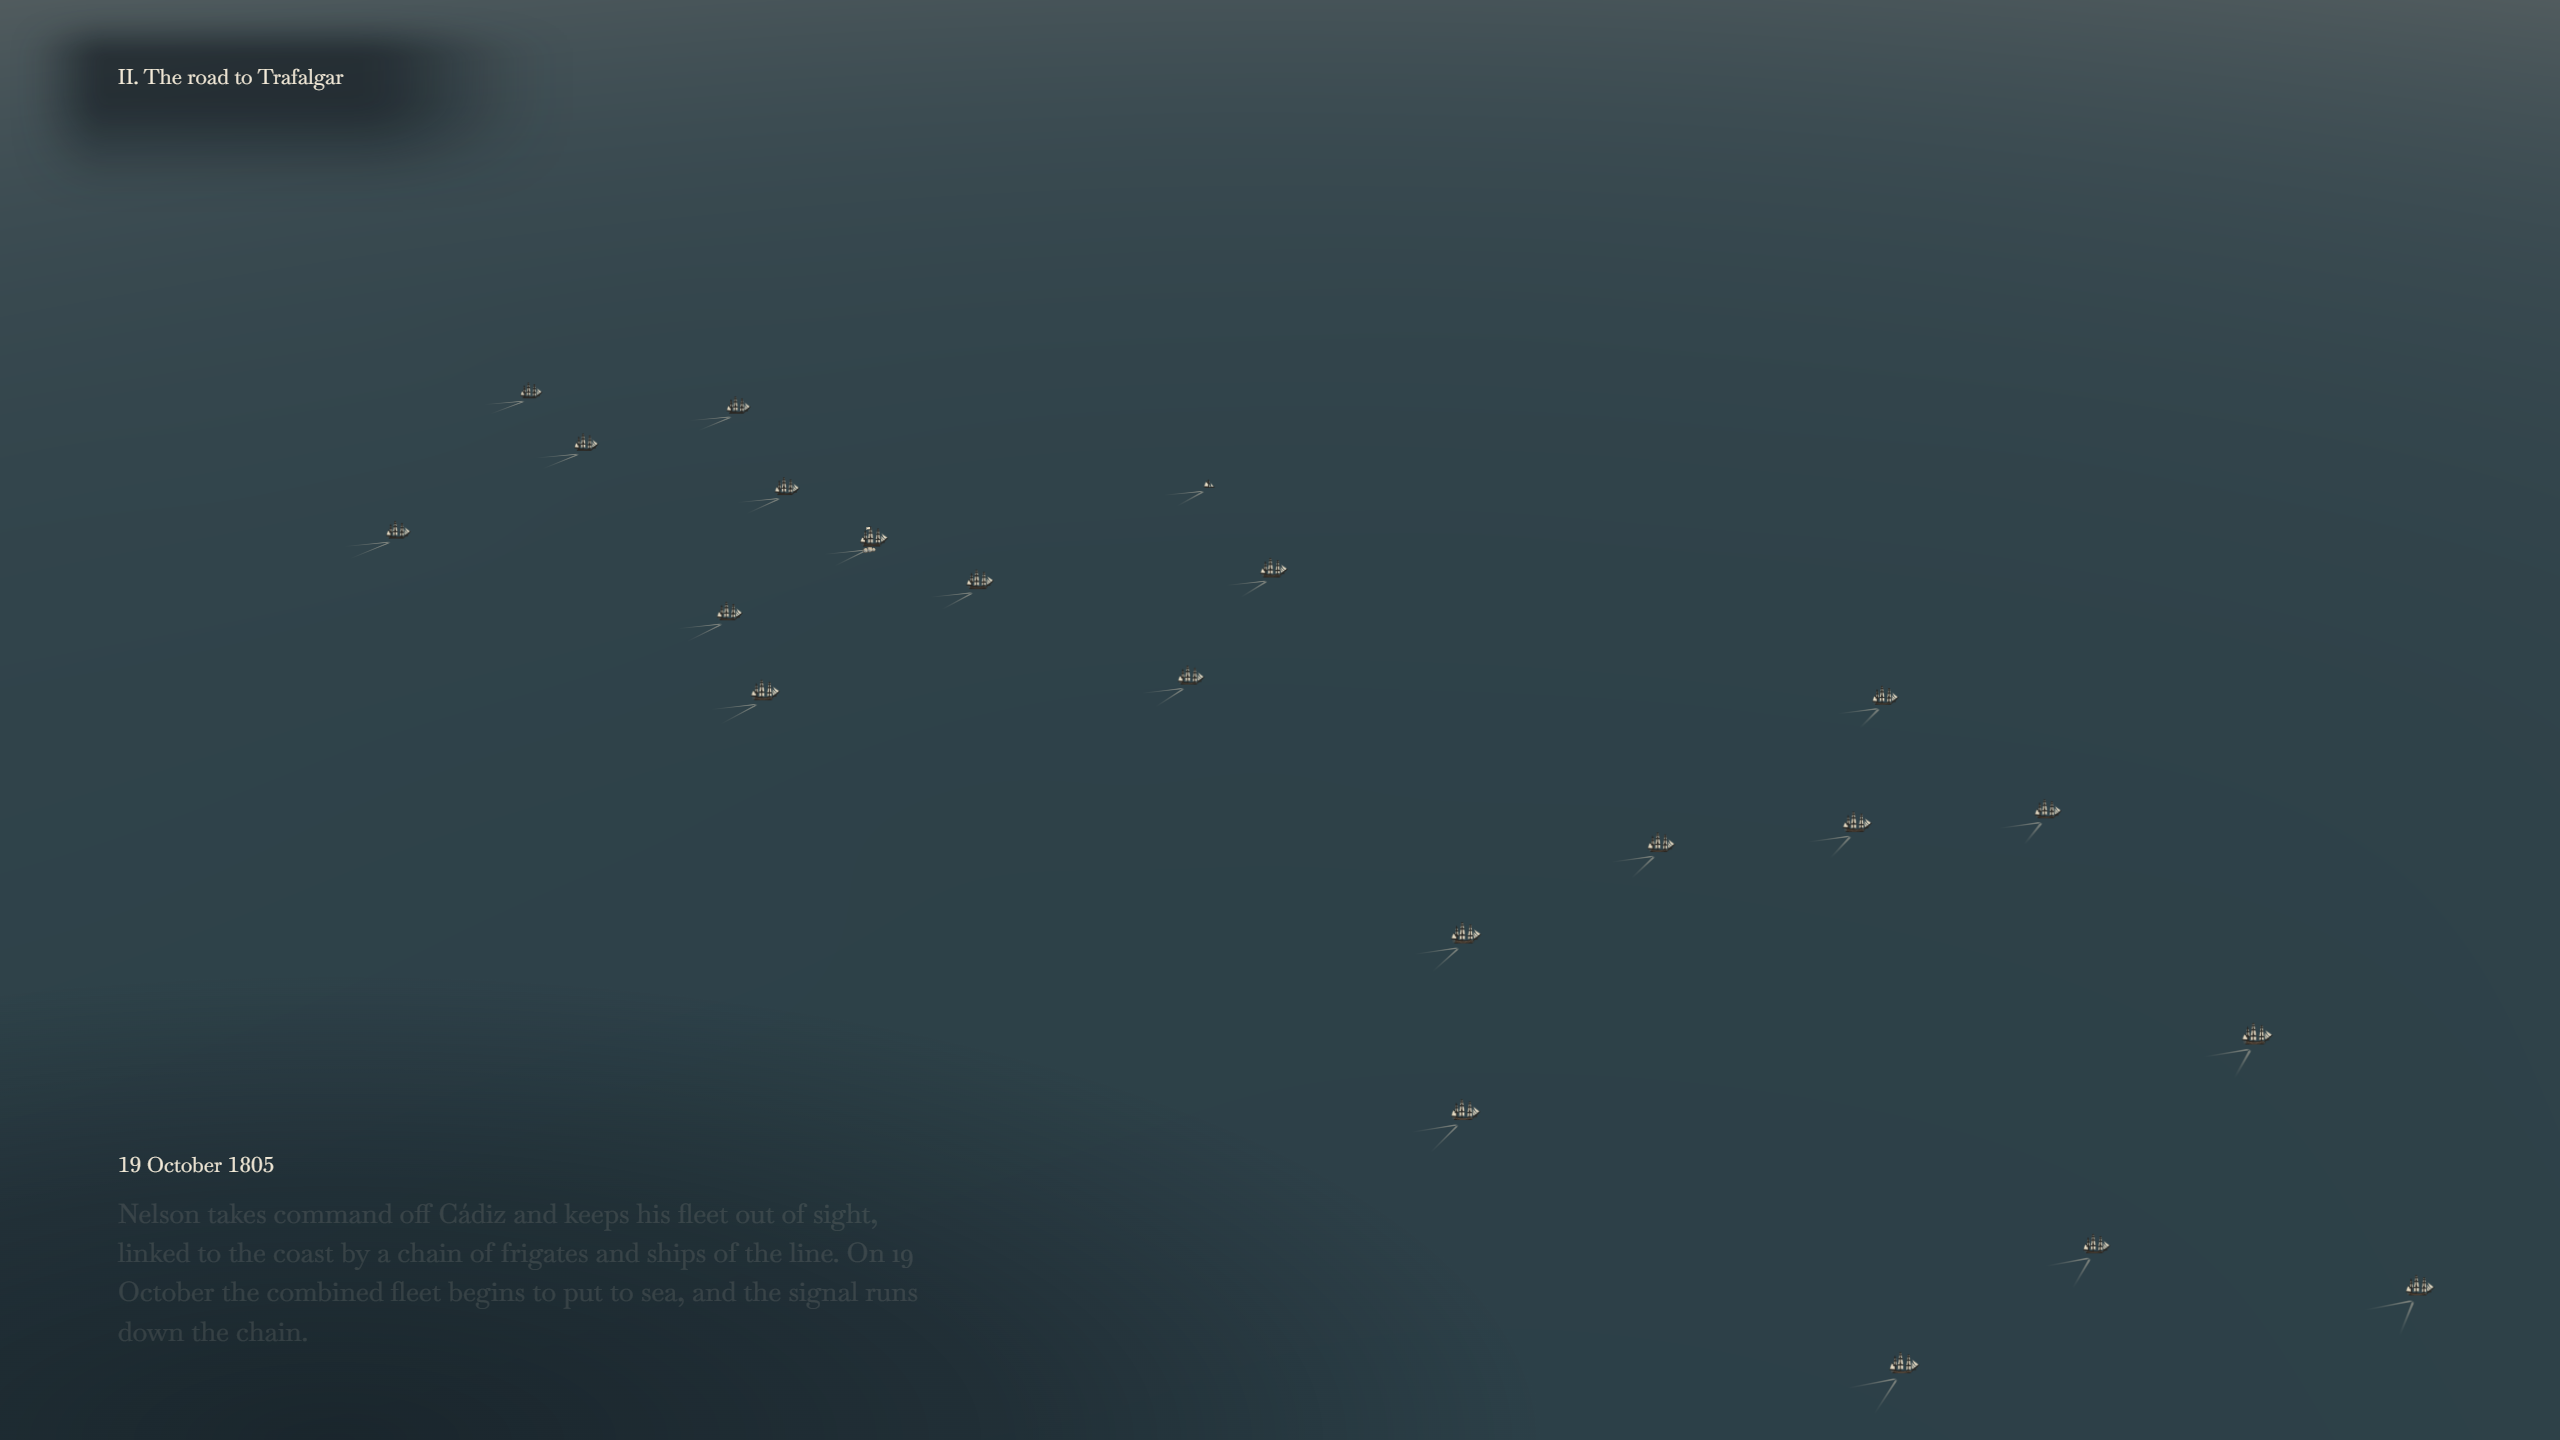 II. The road to Trafalgar
19 October 1805
Nelson takes command off Cádiz and keeps his fleet out of sight,
linked to the coast by a chain of frigates and ships of the line. On 19
October the combined fleet begins to put to sea, and the signal runs
down the chain.